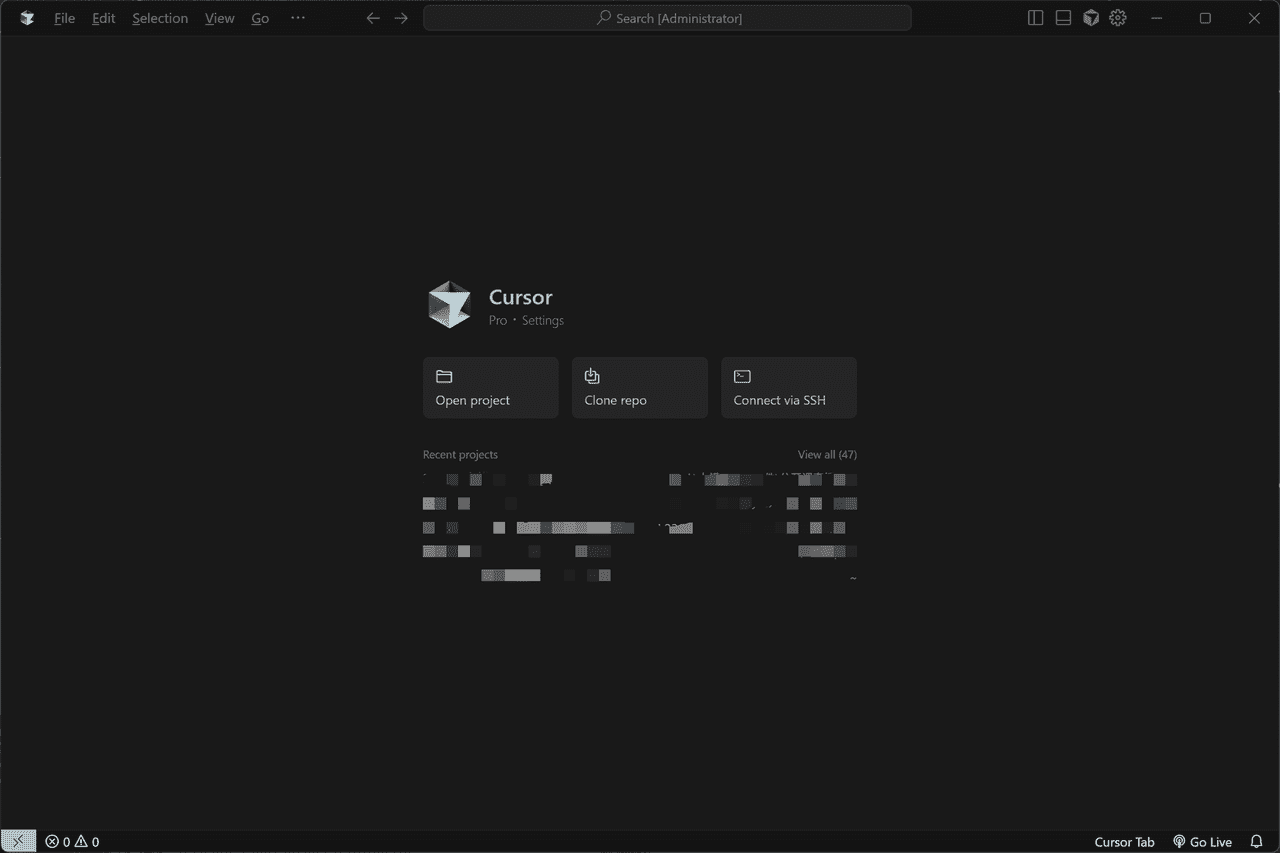 File Edit Selection View Go ··· Search [Administrator]
Cursor
Pro • Settings
Open project Clone repo Connect via SSH
Recent projects View all (47)
0 0 Cursor Tab Go Live